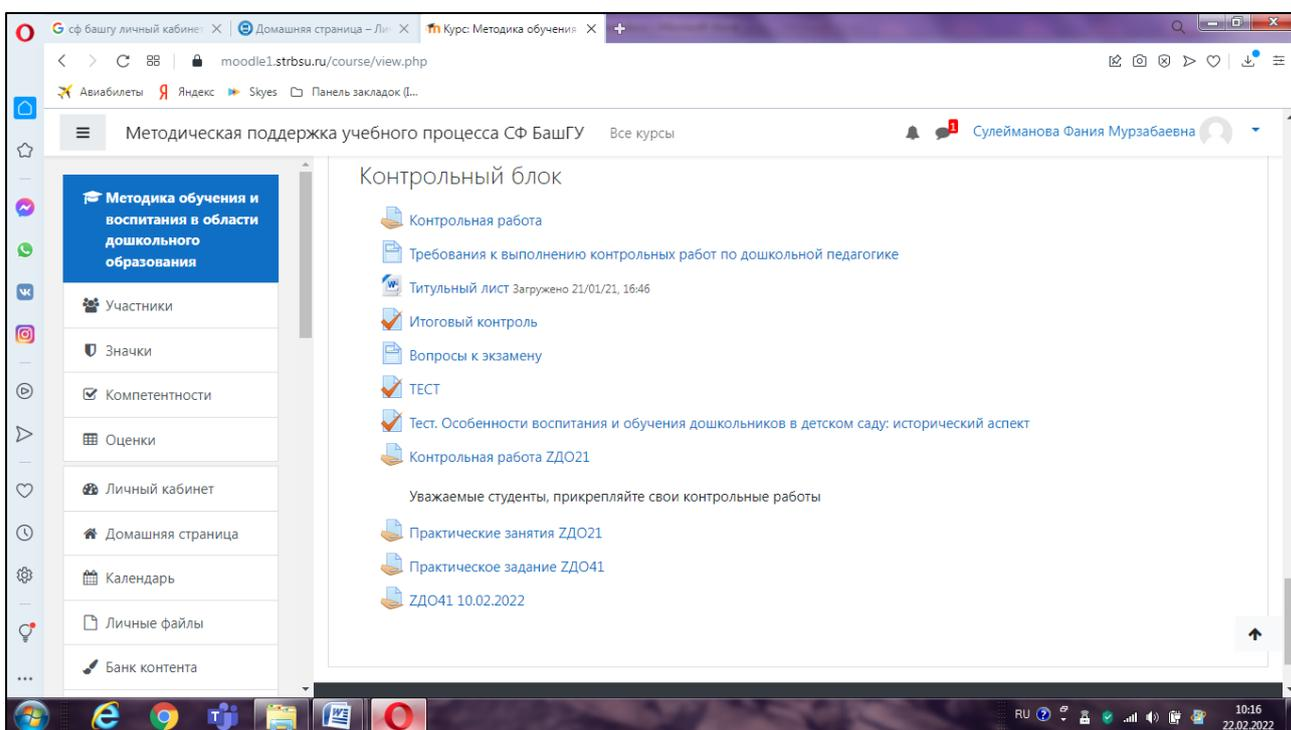 сф башгу личный кабинет
Домашняя страница – Ли
Курс: Методика обучения
moodle1.strbsu.ru/course/view.php
Авиабилеты Яндекс Skyes Панель закладок (I...
Методическая поддержка учебного процесса СФ БашГУ Все курсы
1 Сулейманова Фания Мурзабаевна
Методика обучения и
воспитания в области
дошкольного
образования
Участники
Значки
Компетентности
Оценки
Личный кабинет
Домашняя страница
Календарь
Личные файлы
Банк контента
Контрольный блок
Контрольная работа
Требования к выполнению контрольных работ по дошкольной педагогике
Титульный лист Загружено 21/01/21, 16:46
Итоговый контроль
Вопросы к экзамену
ТЕСТ
Тест. Особенности воспитания и обучения дошкольников в детском саду: исторический аспект
Контрольная работа ZДО21
Уважаемые студенты, прикрепляйте свои контрольные работы
Практические занятия ZДО21
Практическое задание ZДО41
ZДО41 10.02.2022
RU
10:16
22.02.2022